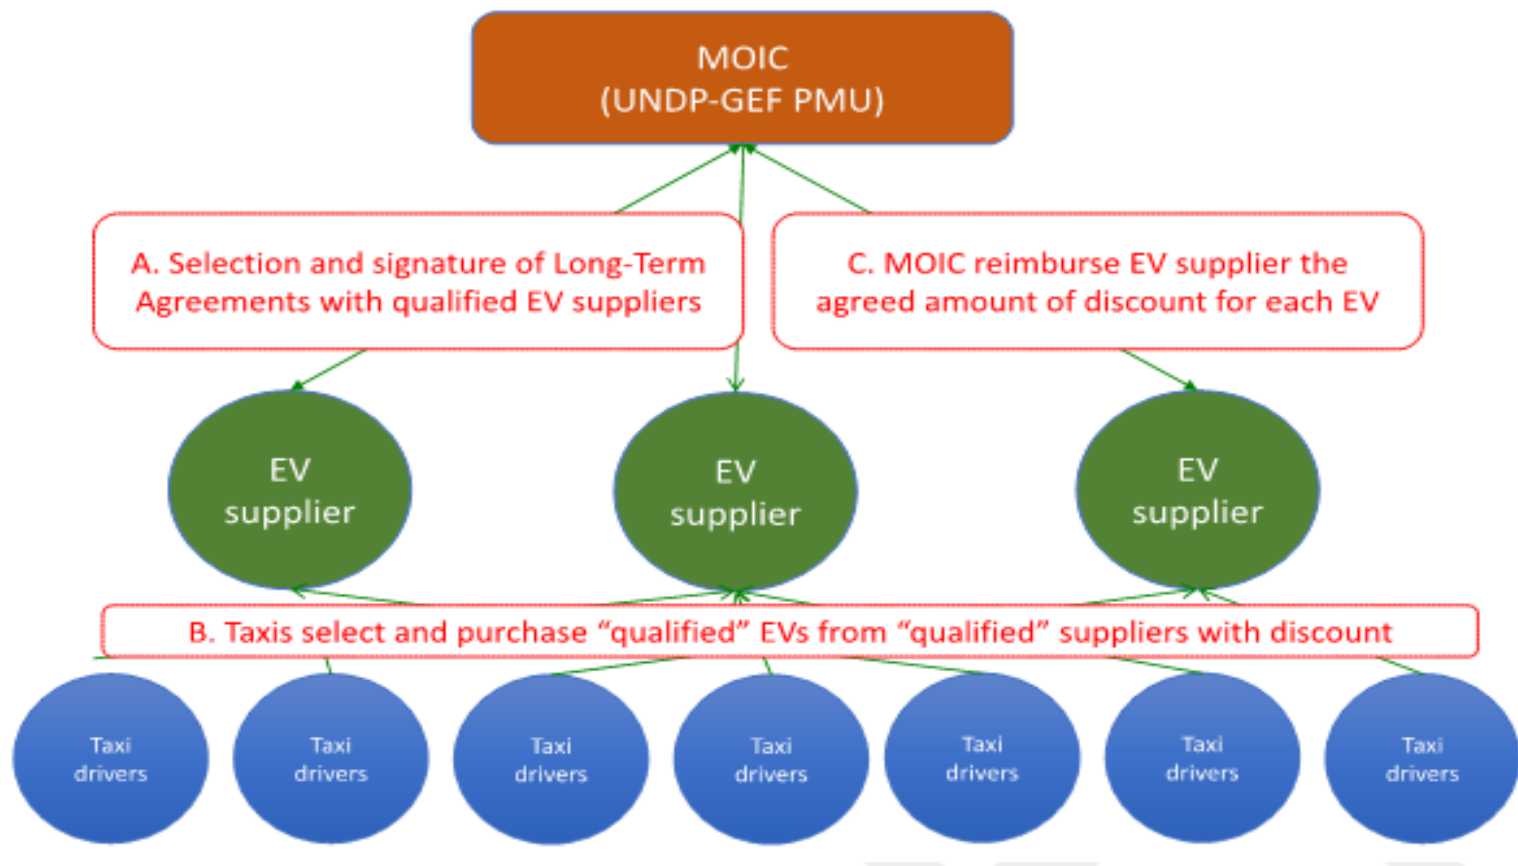 MOIC
(UNDP-GEF PMU)
A. Selection and signature of Long-Term
Agreements with qualified EV suppliers
C. MOIC reimburse EV supplier the
agreed amount of discount for each EV
EV
supplier
EV
supplier
EV
supplier
B. Taxis select and purchase “qualified” EVs from “qualified” suppliers with discount
Taxi
drivers
Taxi
drivers
Taxi
drivers
Taxi
drivers
Taxi
drivers
Taxi
drivers
Taxi
drivers